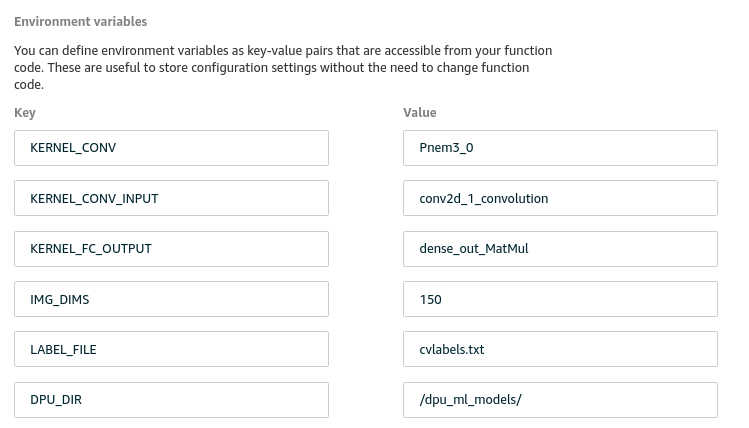 Environment variables
You can define environment variables as key-value pairs that are accessible from your function
code. These are useful to store configuration settings without the need to change function
code.
Key Value
KERNEL_CONV Pnem3_0
KERNEL_CONV_INPUT conv2d_1_convolution
KERNEL_FC_OUTPUT dense_out_MatMul
IMG_DIMS 150
LABEL_FILE cvlabels.txt
DPU_DIR /dpu_ml_models/